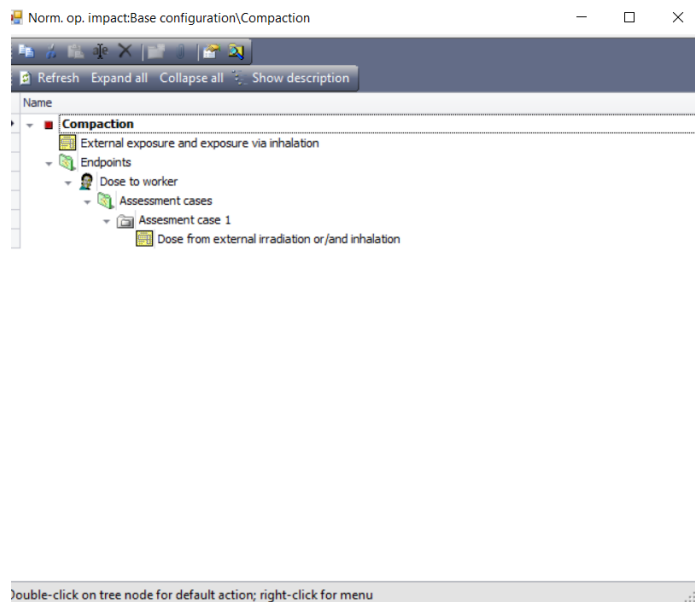 Norm. op. impact:Base configuration\Compaction
Refresh Expand all Collapse all Show description
Name
Compaction
External exposure and exposure via inhalation
Endpoints
Dose to worker
Assessment cases
Assesment case 1
Dose from external irradiation or/and inhalation
Double-click on tree node for default action; right-click for menu